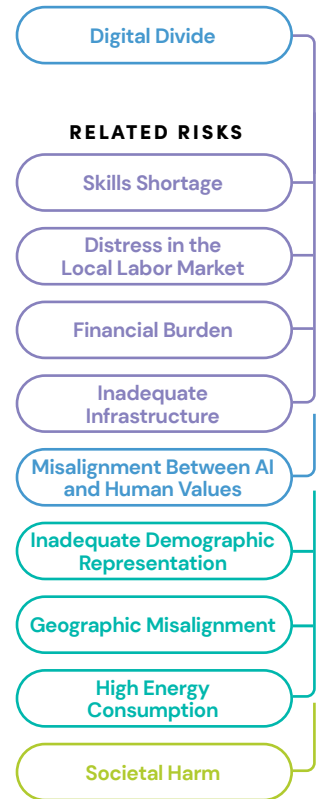 Digital Divide
RELATED RISKS
Skills Shortage
Distress in the
Local Labor Market
Financial Burden
Inadequate
Infrastructure
Misalignment Between AI
and Human Values
Inadequate Demographic
Representation
Geographic Misalignment
High Energy
Consumption
Societal Harm